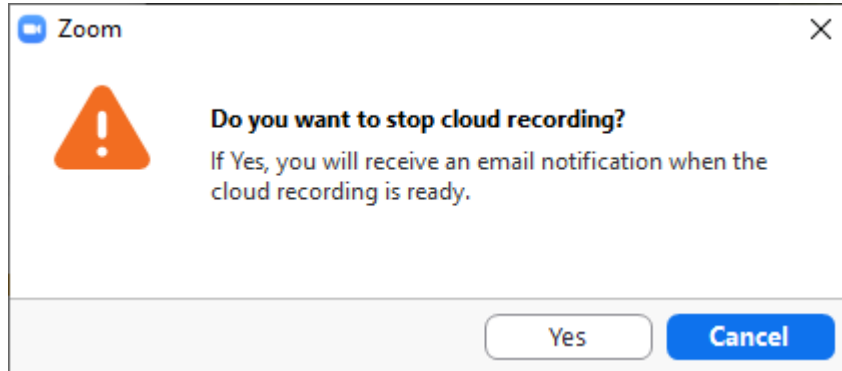 Zoom
Do you want to stop cloud recording?
If Yes, you will receive an email notification when the
cloud recording is ready.
Yes
Cancel